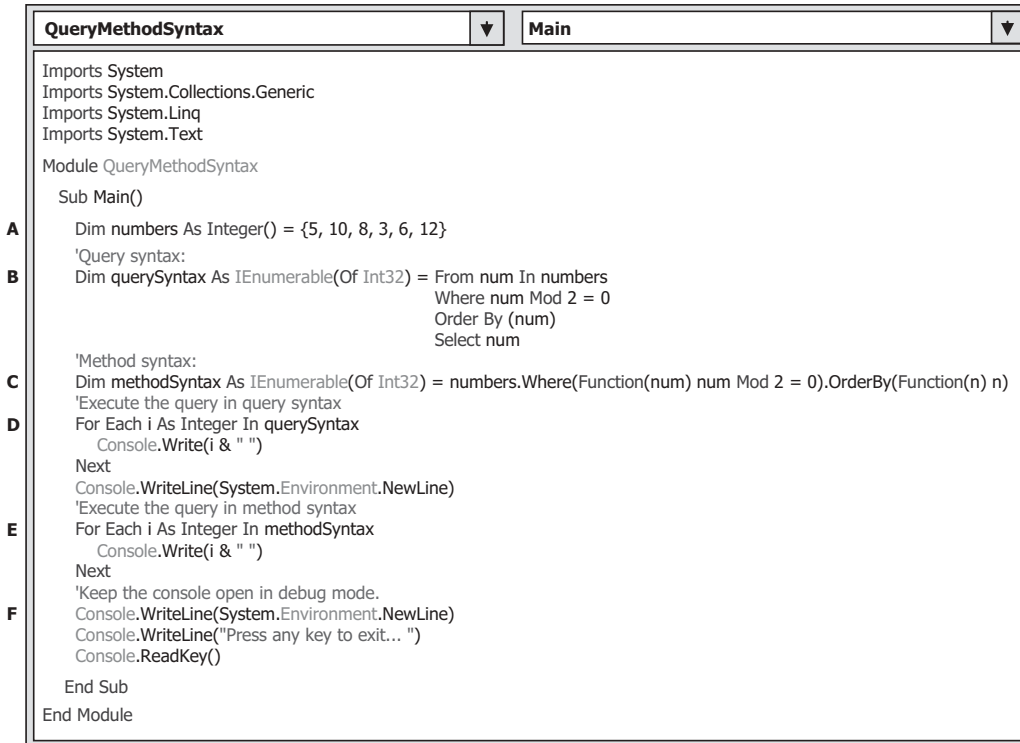 QueryMethodSyntax Main
Imports System
Imports System.Collections.Generic
Imports System.Linq
Imports System.Text
Module QueryMethodSyntax
Sub Main()
A Dim numbers As Integer() = {5, 10, 8, 3, 6, 12}
'Query syntax:
B Dim querySyntax As IEnumerable(Of Int32) = From num In numbers
Where num Mod 2 = 0
Order By (num)
Select num
'Method syntax:
C Dim methodSyntax As IEnumerable(Of Int32) = numbers.Where(Function(num) num Mod 2 = 0).OrderBy(Function(n) n)
'Execute the query in query syntax
D For Each i As Integer In querySyntax
Console.Write(i & " ")
Next
Console.WriteLine(System.Environment.NewLine)
'Execute the query in method syntax
E For Each i As Integer In methodSyntax
Console.Write(i & " ")
Next
'Keep the console open in debug mode.
F Console.WriteLine(System.Environment.NewLine)
Console.WriteLine("Press any key to exit... ")
Console.ReadKey()
End Sub
End Module